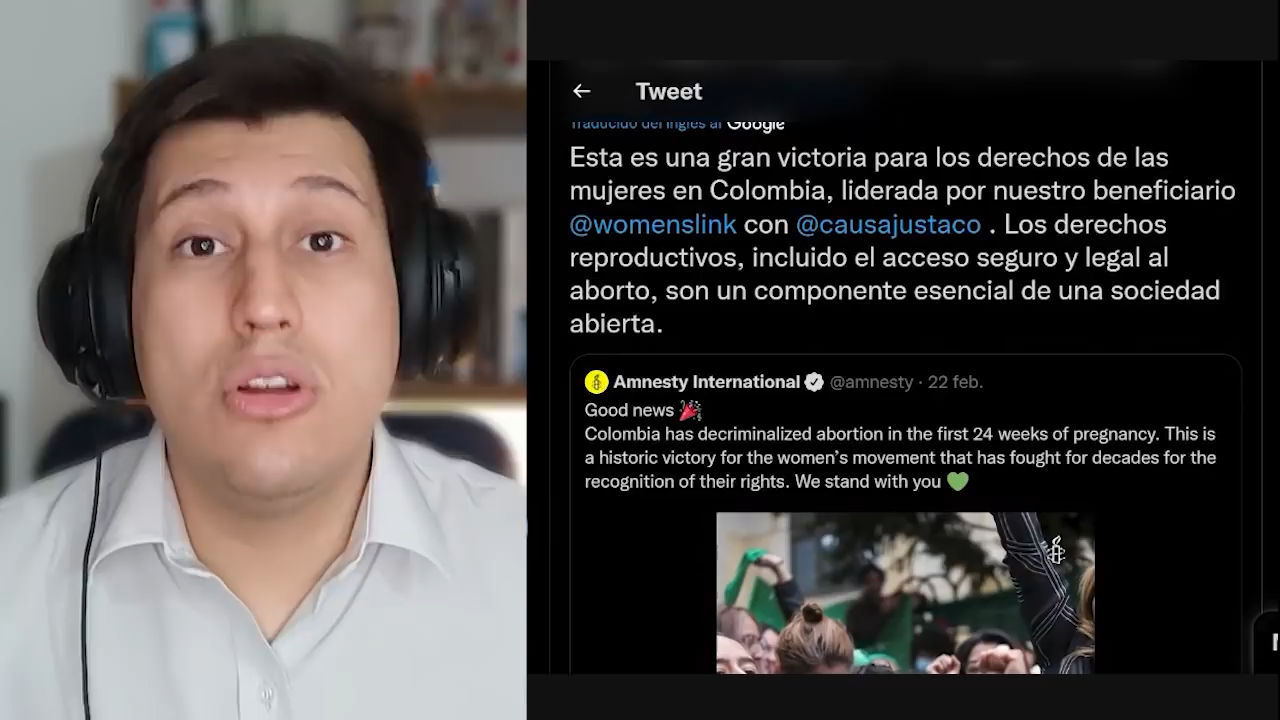 Tweet
Traducido del inglés al Google
Esta es una gran victoria para los derechos de las
mujeres en Colombia, liderada por nuestro beneficiario
@womenslink con @causajustaco . Los derechos
reproductivos, incluido el acceso seguro y legal al
aborto, son un componente esencial de una sociedad
abierta.
Amnesty International @amnesty · 22 feb.
Good news 🎉
Colombia has decriminalized abortion in the first 24 weeks of pregnancy. This is
a historic victory for the women’s movement that has fought for decades for the
recognition of their rights. We stand with you 💚